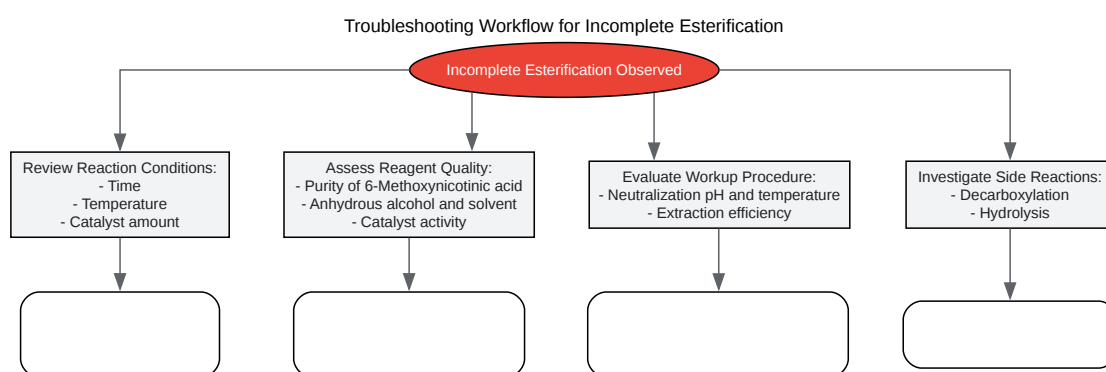 Troubleshooting Workflow for Incomplete Esterification
Incomplete Esterification Observed
Review Reaction Conditions:
- Time
- Temperature
- Catalyst amount
Assess Reagent Quality:
- Purity of 6-Methoxynicotinic acid
- Anhydrous alcohol and solvent
- Catalyst activity
Evaluate Workup Procedure:
- Neutralization pH and temperature
- Extraction efficiency
Investigate Side Reactions:
- Decarboxylation
- Hydrolysis